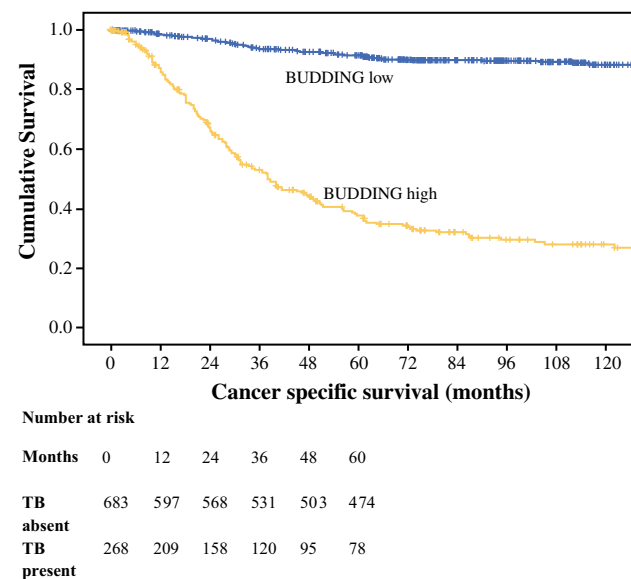 1.0
0.8
0.6
0.4
0.2
0.0
Cumulative Survival
BUDDING low
BUDDING high
0 12 24 36 48 60 72 84 96 108 120
Cancer specific survival (months)
Number at risk
Months 0 12 24 36 48 60
TB absent 683 597 568 531 503 474
TB present 268 209 158 120 95 78